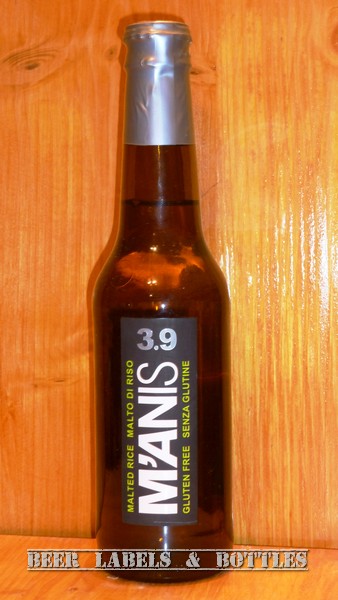 3.9
MALTED RICE MALTO DI RISO
M'ANIS
GLUTEN FREE SENZA GLUTINE
BEER LABELS & BOTTLES